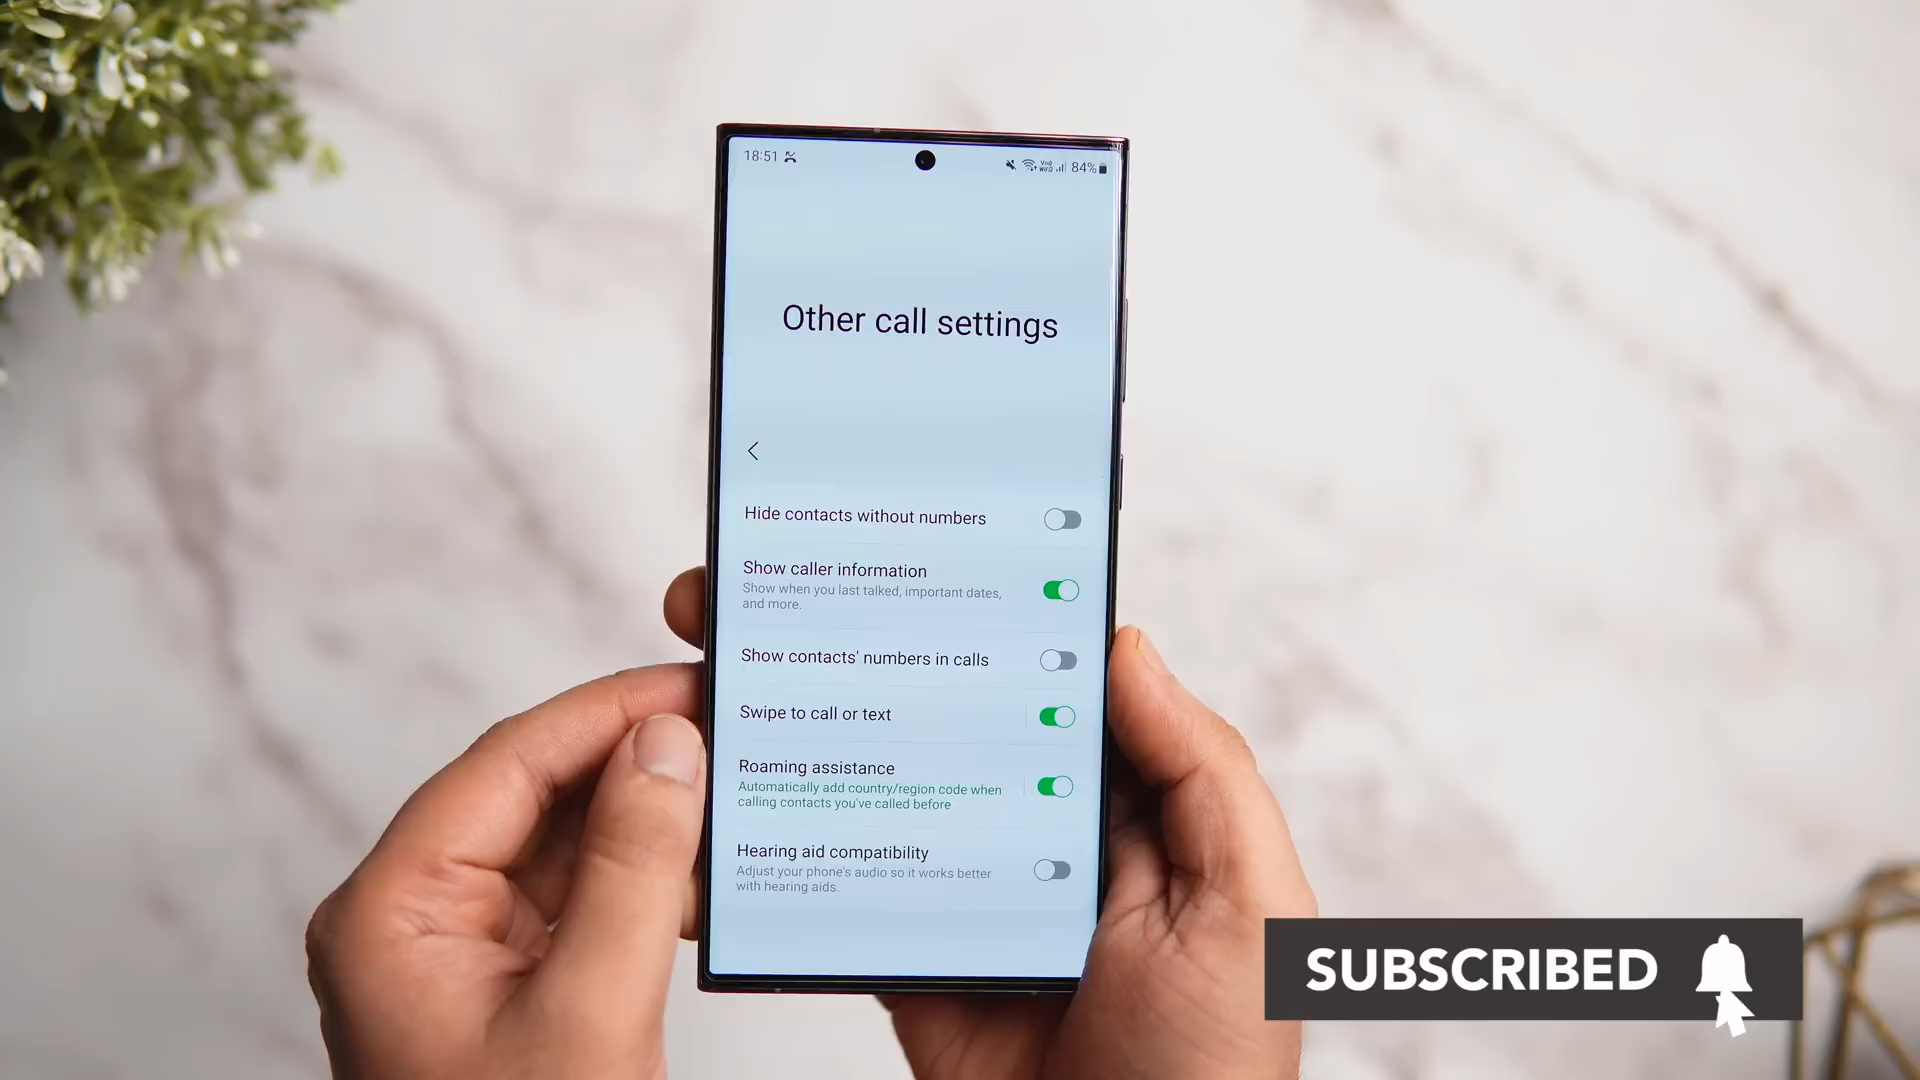 18:51
84%
Other call settings
Hide contacts without numbers
Show caller information
Show when you last talked, important dates,
and more.
Show contacts' numbers in calls
Swipe to call or text
Roaming assistance
Automatically add country/region code when
calling contacts you've called before
Hearing aid compatibility
Adjust your phone's audio so it works better
with hearing aids.
SUBSCRIBED